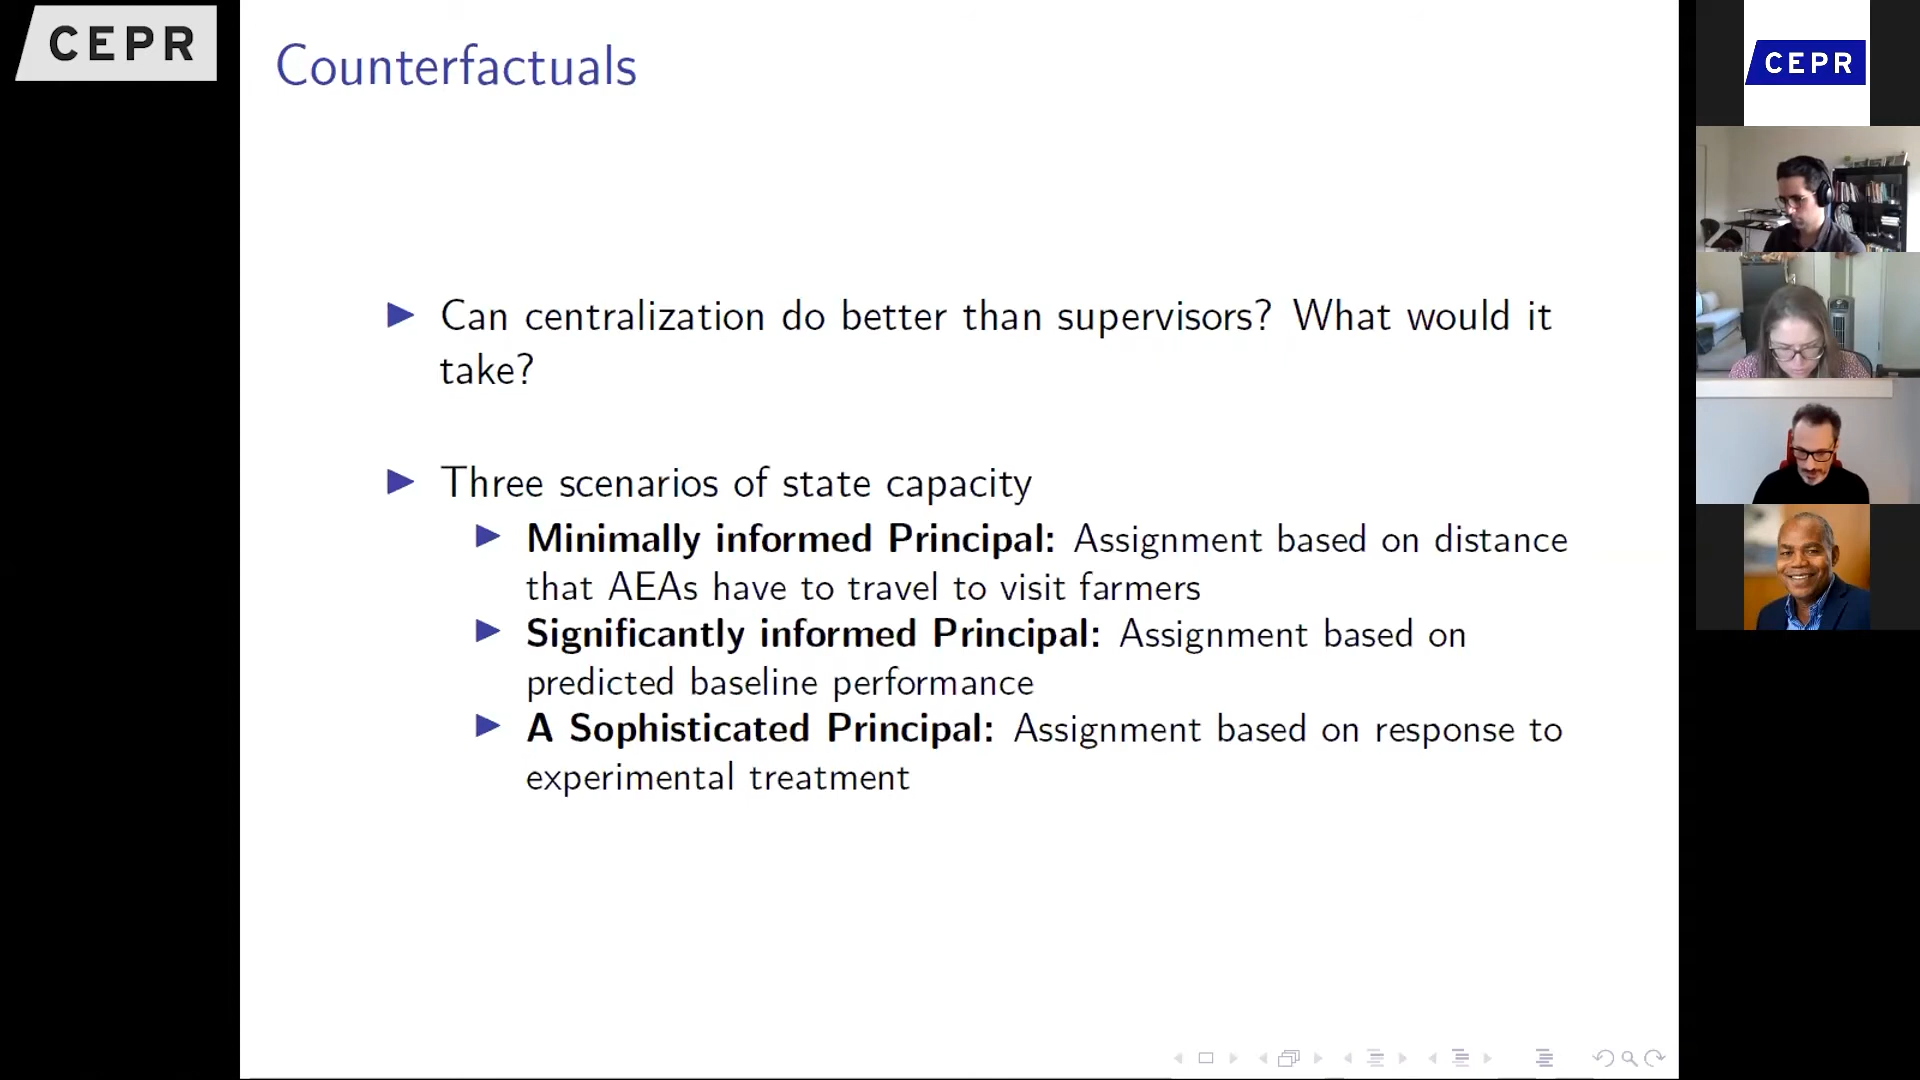 CEPR
Counterfactuals
CEPR
Can centralization do better than supervisors? What would it
take?
Three scenarios of state capacity
Minimally informed Principal: Assignment based on distance
that AEAs have to travel to visit farmers
Significantly informed Principal: Assignment based on
predicted baseline performance
A Sophisticated Principal: Assignment based on response to
experimental treatment